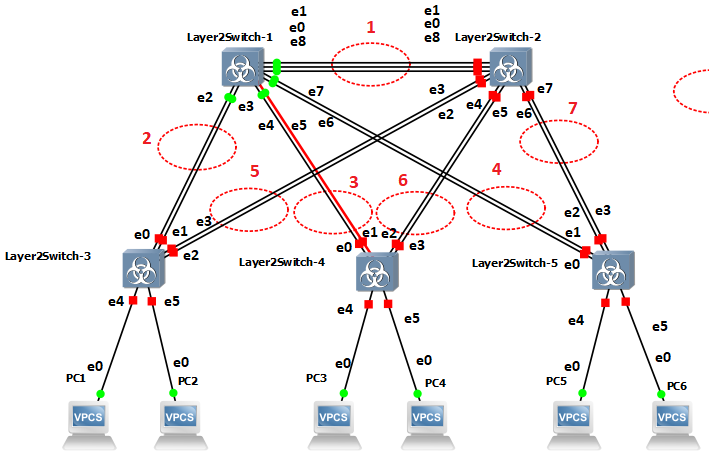 e1
e0
e8
1
e1
e0
e8
Layer2Switch-1
Layer2Switch-2
e2
e3
e4
e5
e7
e6
e3
e2
e4
e5
e7
e6
7
2
5
3
6
4
e0
e1
e3
e2
e0
e1
e2
e3
e2
e3
e1
e0
Layer2Switch-3
Layer2Switch-4
Layer2Switch-5
e4
e5
e4
e5
e4
e5
e0
e0
e0
e0
e0
e0
PC1
PC2
PC3
PC4
PC5
PC6
VPCS
VPCS
VPCS
VPCS
VPCS
VPCS